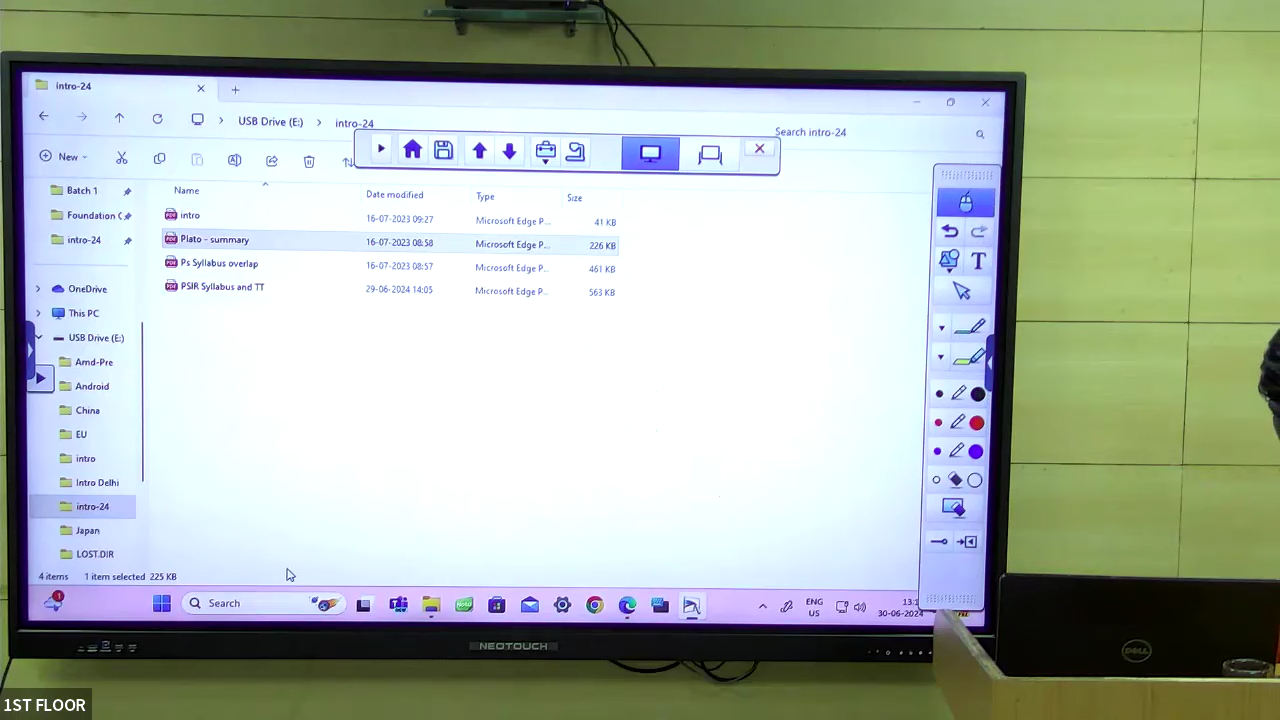 intro-24
USB Drive (E:) > intro-24
Search intro-24
New
Name Date modified Type Size
intro 16-07-2023 09:27 Microsoft Edge P... 41 KB
Plato - summary 16-07-2023 08:58 Microsoft Edge P... 226 KB
Ps Syllabus overlap 16-07-2023 08:57 Microsoft Edge P... 461 KB
PSIR Syllabus and TT 29-06-2024 14:05 Microsoft Edge P... 563 KB
Batch 1
Foundation C
intro-24
OneDrive
This PC
USB Drive (E:)
Amd-Pre
Android
China
EU
intro
Intro Delhi
intro-24
Japan
LOST.DIR
T
4 items 1 item selected 225 KB
1
Search
ENG
US
13:1
30-06-2024
NEOTOUCH
DELL
1ST FLOOR